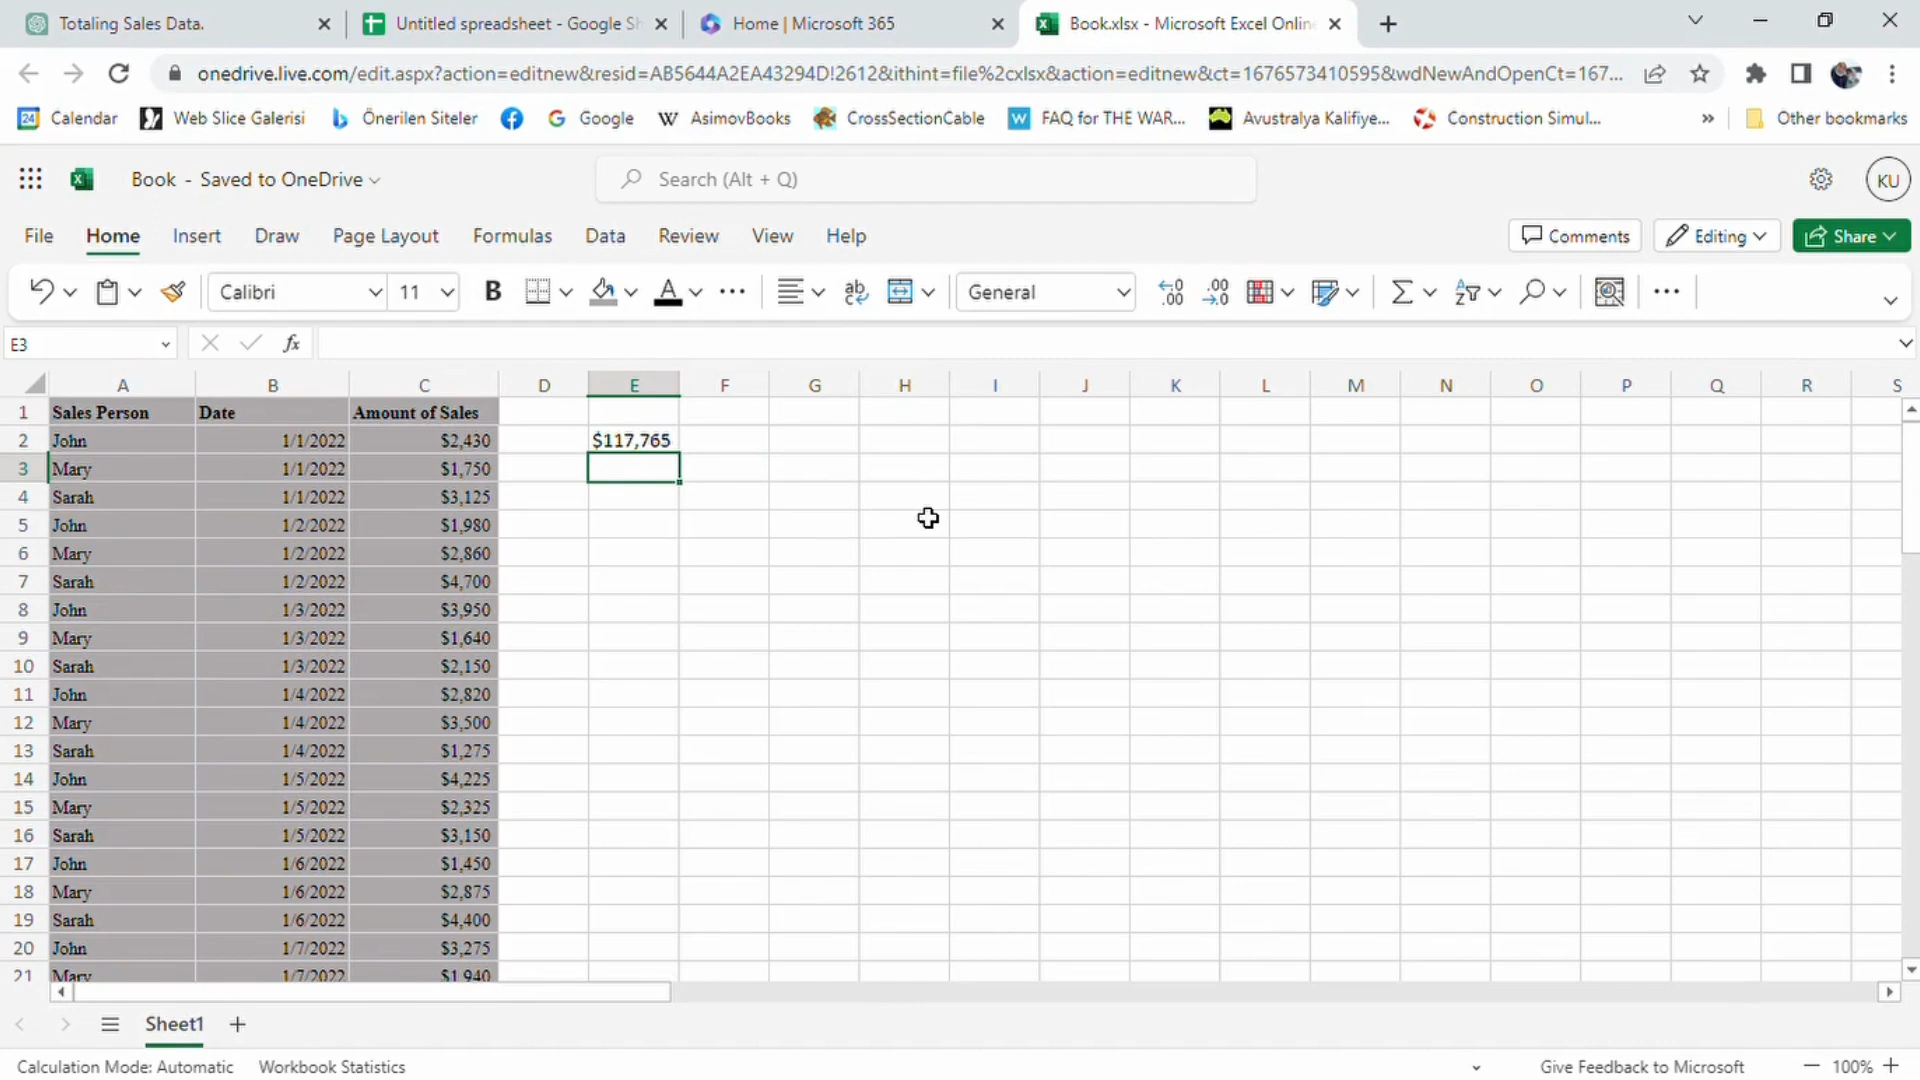 Totaling Sales Data.
Untitled spreadsheet - Google Sh
Home | Microsoft 365
Book.xlsx - Microsoft Excel Onlin
onedrive.live.com/edit.aspx?action=editnew&resid=AB5644A2EA43294D!2612&ithint=file%2cxlsx&action=editnew&ct=1676573410595&wdNewAndOpenCt=167...
24 Calendar
Web Slice Galerisi
Önerilen Siteler
Google
AsimovBooks
CrossSectionCable
FAQ for THE WAR...
Avustralya Kalifiye...
Construction Simul...
Other bookmarks
Book - Saved to OneDrive
Search (Alt + Q)
KU
File Home Insert Draw Page Layout Formulas Data Review View Help
Comments Editing Share
Calibri 11 B General
E3 fx
A B C D E F G H I J K L M N O P Q R S
1 Sales Person Date Amount of Sales
2 John 1/1/2022 $2,430 $117,765
3 Mary 1/1/2022 $1,750
4 Sarah 1/1/2022 $3,125
5 John 1/2/2022 $1,980
6 Mary 1/2/2022 $2,860
7 Sarah 1/2/2022 $4,700
8 John 1/3/2022 $3,950
9 Mary 1/3/2022 $1,640
10 Sarah 1/3/2022 $2,150
11 John 1/4/2022 $2,820
12 Mary 1/4/2022 $3,500
13 Sarah 1/4/2022 $1,275
14 John 1/5/2022 $4,225
15 Mary 1/5/2022 $2,325
16 Sarah 1/5/2022 $3,150
17 John 1/6/2022 $1,450
18 Mary 1/6/2022 $2,875
19 Sarah 1/6/2022 $4,400
20 John 1/7/2022 $3,275
21 Mary 1/7/2022 $1,940
Sheet1
Calculation Mode: Automatic Workbook Statistics Give Feedback to Microsoft 100%